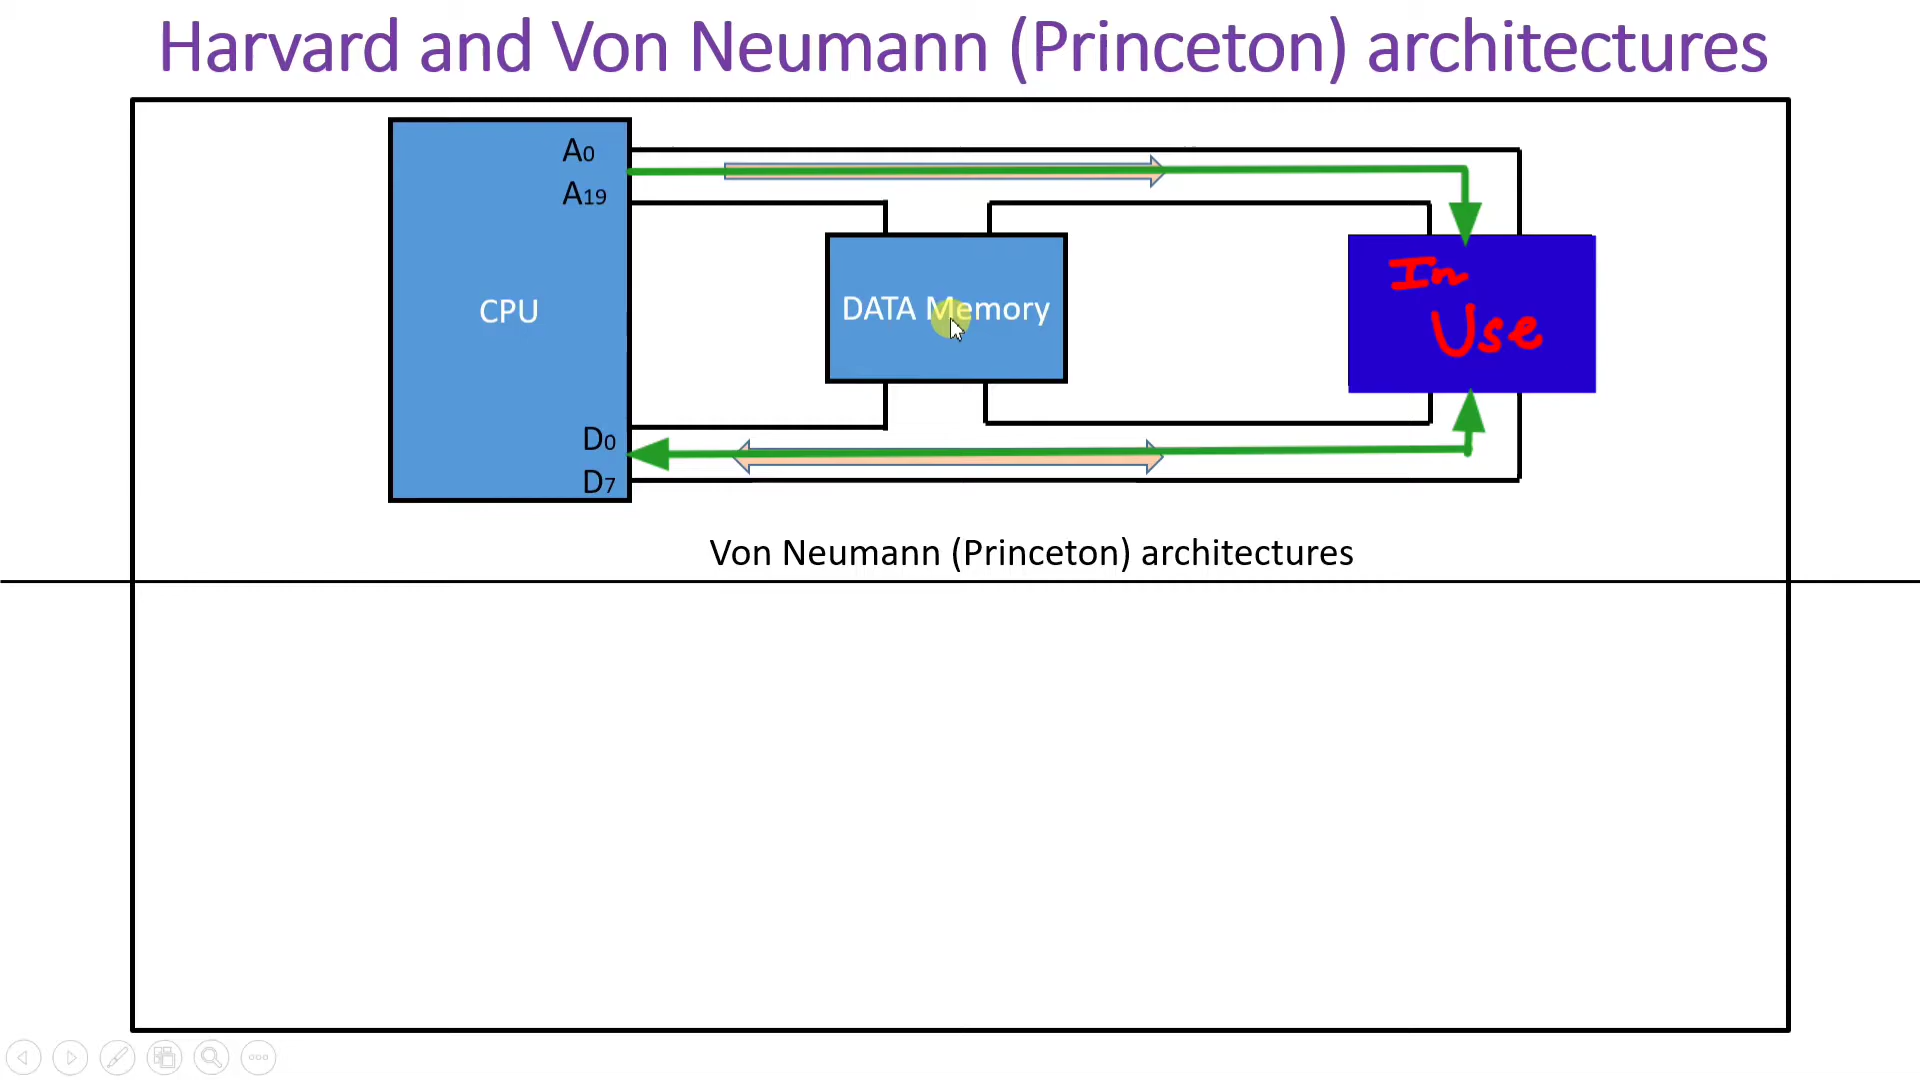 Harvard and Von Neumann (Princeton) architectures
A0
A19
CPU
DATA Memory
In
Use
D0
D7
Von Neumann (Princeton) architectures